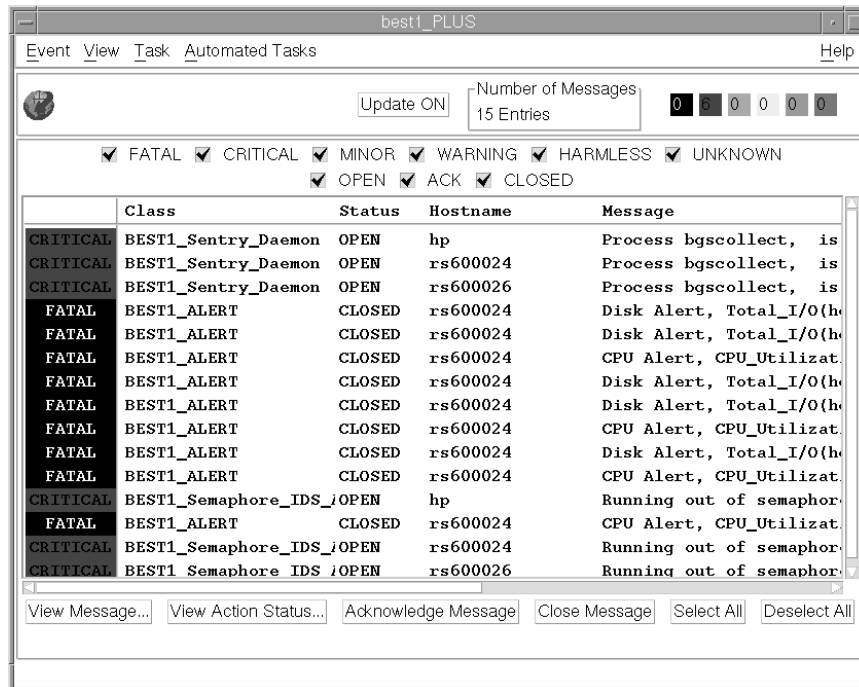 best1_PLUS
Event View Task Automated Tasks Help
Update ON
Number of Messages
15 Entries
0 6 0 0 0 0
FATAL CRITICAL MINOR WARNING HARMLESS UNKNOWN
OPEN ACK CLOSED
Class Status Hostname Message
CRITICAL BEST1_Sentry_Daemon OPEN hp Process bgscollect, is
CRITICAL BEST1_Sentry_Daemon OPEN rs600024 Process bgscollect, is
CRITICAL BEST1_Sentry_Daemon OPEN rs600026 Process bgscollect, is
FATAL BEST1_ALERT CLOSED rs600024 Disk Alert, Total_I/O(h
FATAL BEST1_ALERT CLOSED rs600024 Disk Alert, Total_I/O(h
FATAL BEST1_ALERT CLOSED rs600024 CPU Alert, CPU_Utilizat
FATAL BEST1_ALERT CLOSED rs600024 Disk Alert, Total_I/O(h
FATAL BEST1_ALERT CLOSED rs600024 Disk Alert, Total_I/O(h
FATAL BEST1_ALERT CLOSED rs600024 CPU Alert, CPU_Utilizat
FATAL BEST1_ALERT CLOSED rs600024 Disk Alert, Total_I/O(h
FATAL BEST1_ALERT CLOSED rs600024 CPU Alert, CPU_Utilizat
CRITICAL BEST1_Semaphore_IDS_ OPEN hp Running out of semaphor
FATAL BEST1_ALERT CLOSED rs600024 CPU Alert, CPU_Utilizat
CRITICAL BEST1_Semaphore_IDS_ OPEN rs600024 Running out of semaphor
CRITICAL BEST1_Semaphore_IDS_ OPEN rs600026 Running out of semaphor
View Message... View Action Status... Acknowledge Message Close Message Select All Deselect All